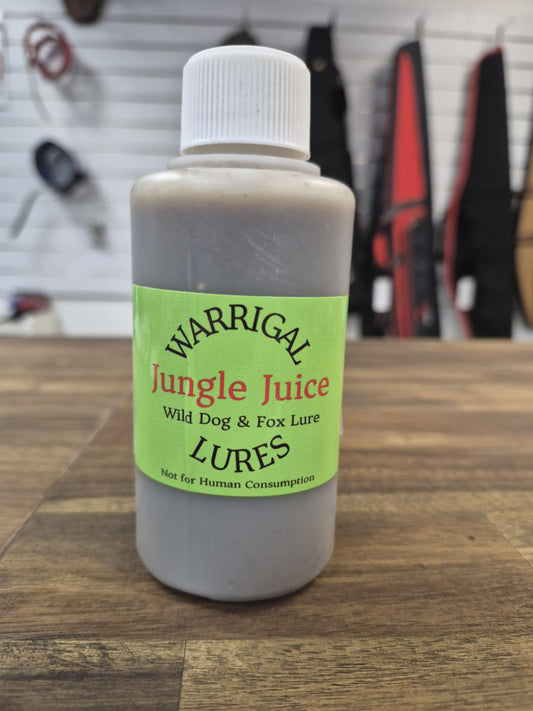 WARRIGAL
Jungle Juice
Wild Dog & Fox Lure
LURES
Not for Human Consumption